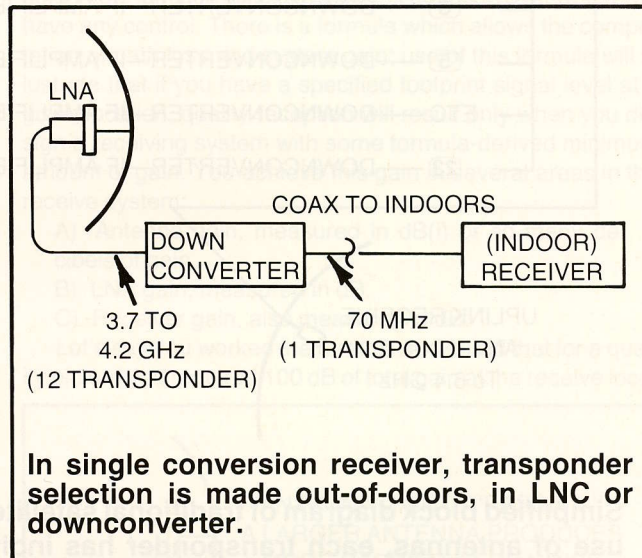 LNA
COAX TO INDOORS
DOWN
CONVERTER
(INDOOR)
RECEIVER
3.7 TO
4.2 GHz
(12 TRANSPONDER)
70 MHz
(1 TRANSPONDER)
In single conversion receiver, transponder
selection is made out-of-doors, in LNC or
downconverter.